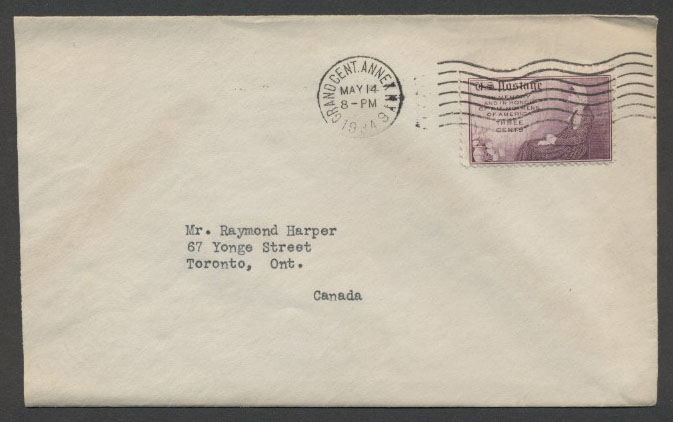 GRAND CENT. ANNEX N.Y. 9
MAY 14
8-PM
1934
U.S. Postage
IN MEMORY
AND IN HONOR
OF THE MOTHERS
OF AMERICA
THREE
CENTS
Mr. Raymond Harper
67 Yonge Street
Toronto, Ont.
Canada